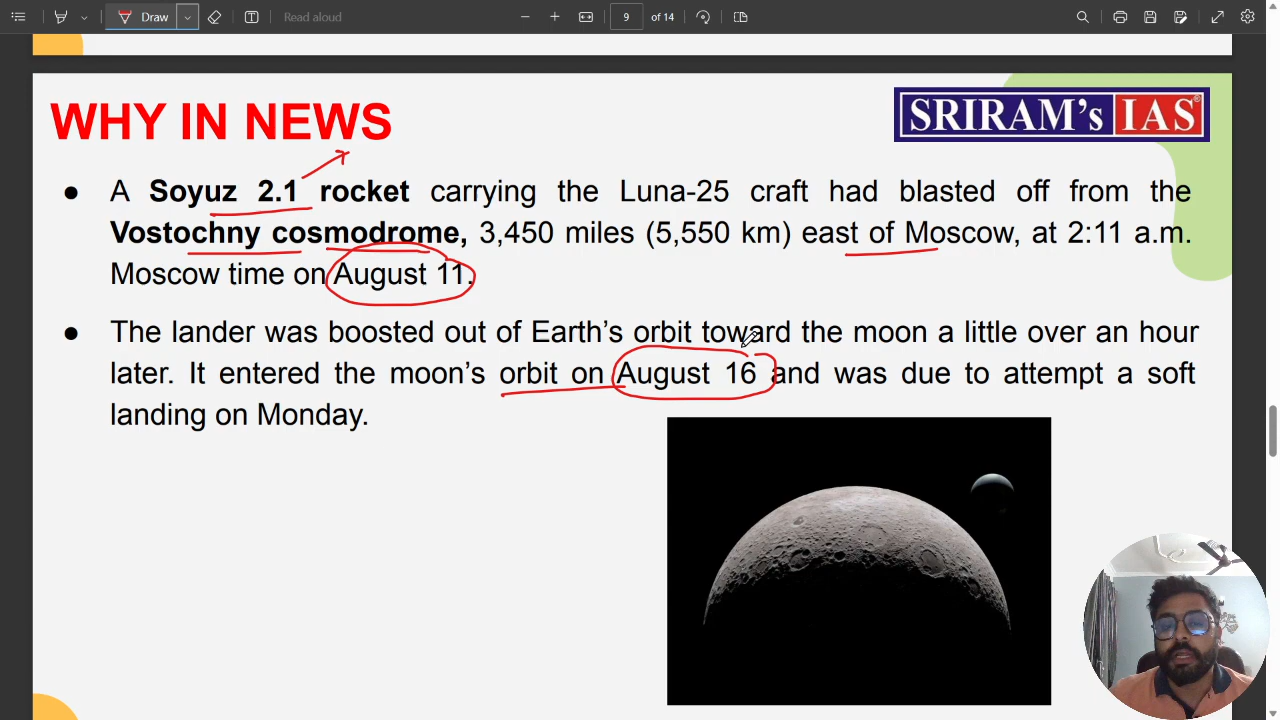 Draw
Read aloud
9 of 14
WHY IN NEWS
SRIRAM's IAS®
● A Soyuz 2.1 rocket carrying the Luna-25 craft had blasted off from the
Vostochny cosmodrome, 3,450 miles (5,550 km) east of Moscow, at 2:11 a.m.
Moscow time on August 11.
● The lander was boosted out of Earth's orbit toward the moon a little over an hour
later. It entered the moon's orbit on August 16 and was due to attempt a soft
landing on Monday.